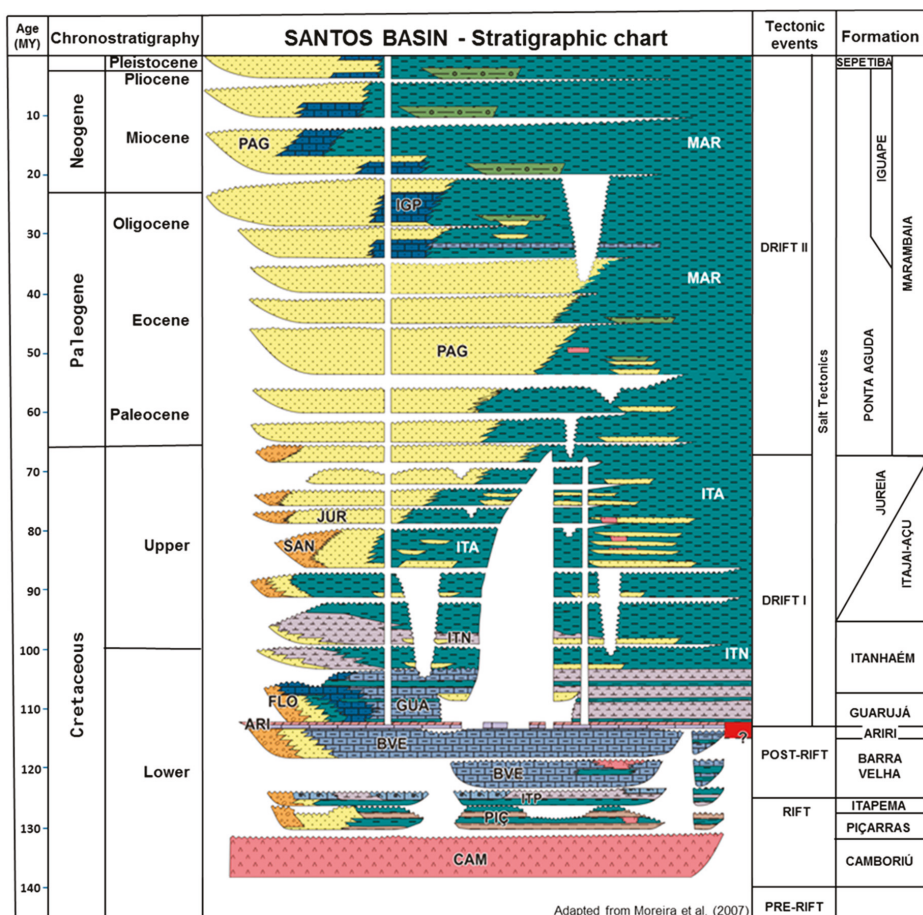 Age
(MY)
Chronostratigraphy
SANTOS BASIN - Stratigraphic chart
Tectonic
events
Formation
Pleistocene
Pliocene
Miocene
Oligocene
Eocene
Paleocene
Upper
Lower
Neogene
Paleogene
Cretaceous
10
20
30
40
50
60
70
80
90
100
110
120
130
140
PAG
MAR
IGP
MAR
PAG
ITA
JUR
SAN
ITA
ITN
ITN
FLO
GUA
ARI
?
BVE
BVE
ITP
PIÇ
CAM
DRIFT II
Salt Tectonics
DRIFT I
POST-RIFT
RIFT
PRE-RIFT
SEPETIBA
IGUAPE
MARAMBAIA
PONTA AGUDA
JUREIA
ITAJAI-AÇU
ITANHAÉM
GUARUJÁ
ARIRI
BARRA
VELHA
ITAPEMA
PIÇARRAS
CAMBORIÚ
Adapted from Moreira et al. (2007)